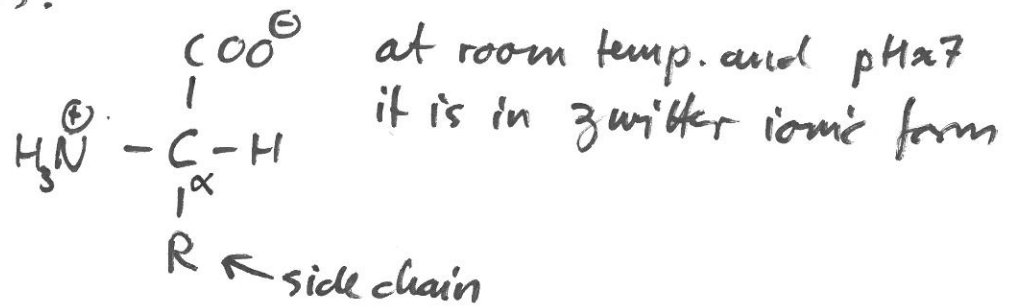 COO⊖ at room temp. and pH≈7
it is in zwitter ionic form
H₃N⊕ - C - H
α
R ← side chain